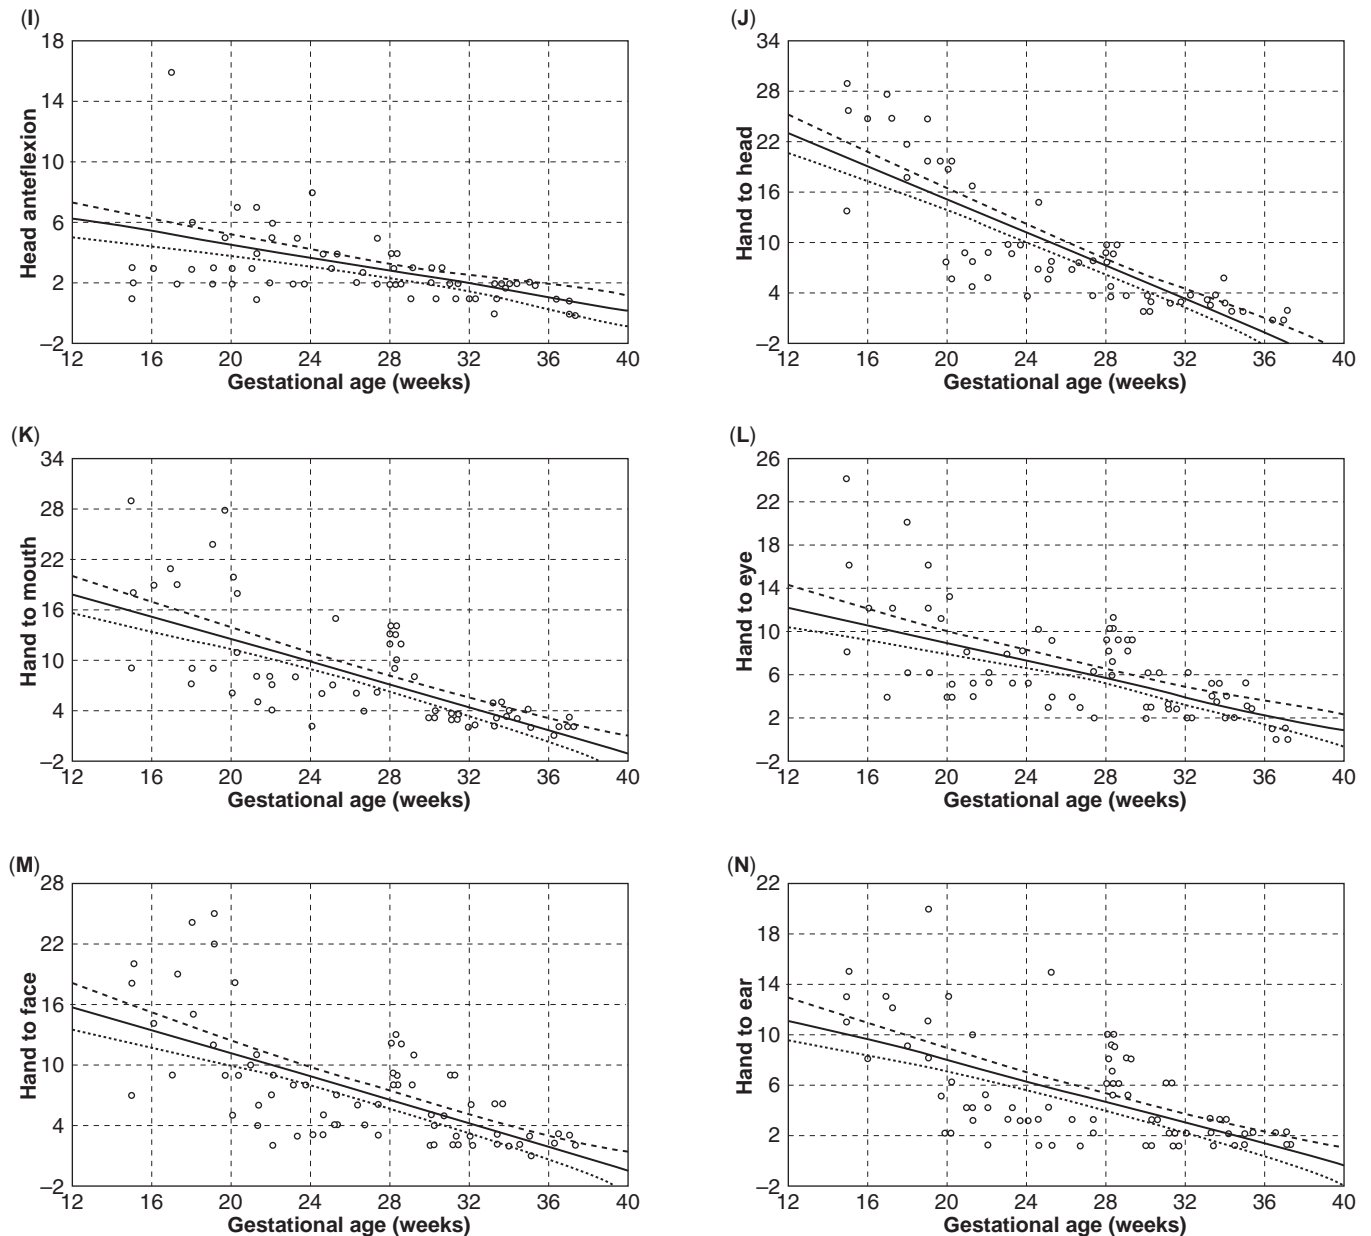 (I)
18
14
10
6
2
−2
Head anteflexion
12 16 20 24 28 32 36 40
Gestational age (weeks)
(J)
34
28
22
16
10
4
−2
Hand to head
12 16 20 24 28 32 36 40
Gestational age (weeks)
(K)
34
28
22
16
10
4
−2
Hand to mouth
12 16 20 24 28 32 36 40
Gestational age (weeks)
(L)
26
22
18
14
10
6
2
−2
Hand to eye
12 16 20 24 28 32 36 40
Gestational age (weeks)
(M)
28
22
16
10
4
−2
Hand to face
12 16 20 24 28 32 36 40
Gestational age (weeks)
(N)
22
18
14
10
6
2
−2
Hand to ear
12 16 20 24 28 32 36 40
Gestational age (weeks)